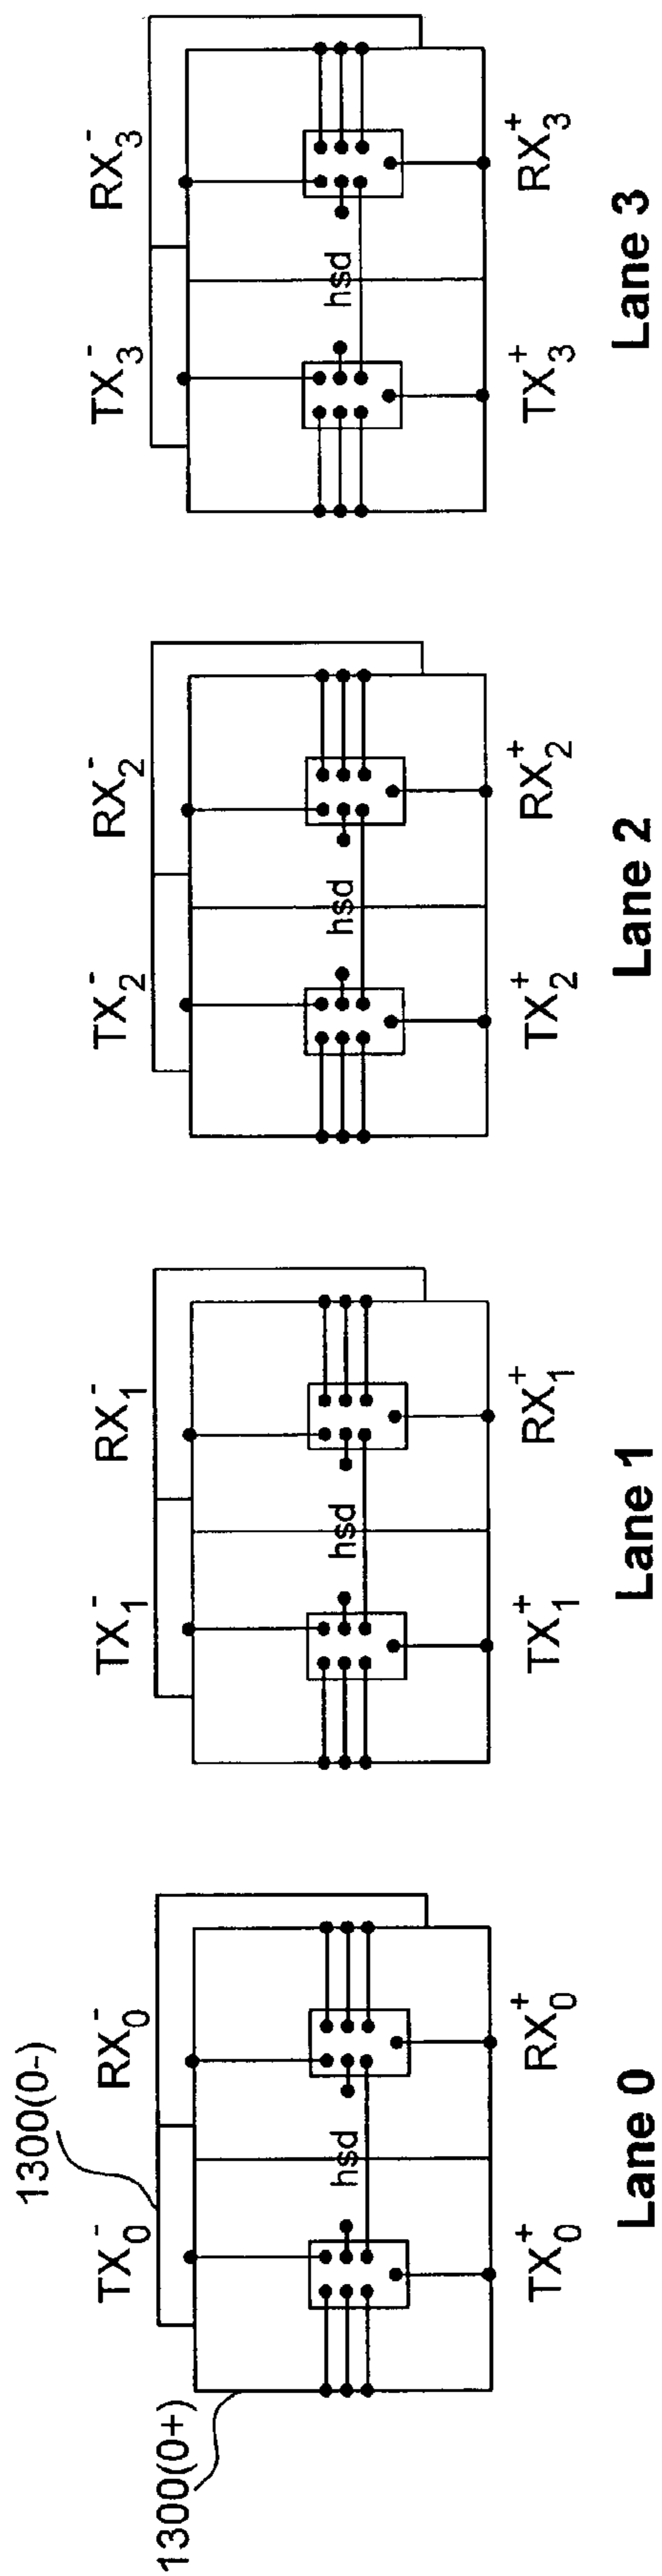 1300(0-)
1300(0+)
TX₀⁻ RX₀⁻
hsd
TX₀⁺ RX₀⁺
Lane 0
TX₁⁻ RX₁⁻
hsd
TX₁⁺ RX₁⁺
Lane 1
TX₂⁻ RX₂⁻
hsd
TX₂⁺ RX₂⁺
Lane 2
TX₃⁻ RX₃⁻
hsd
TX₃⁺ RX₃⁺
Lane 3